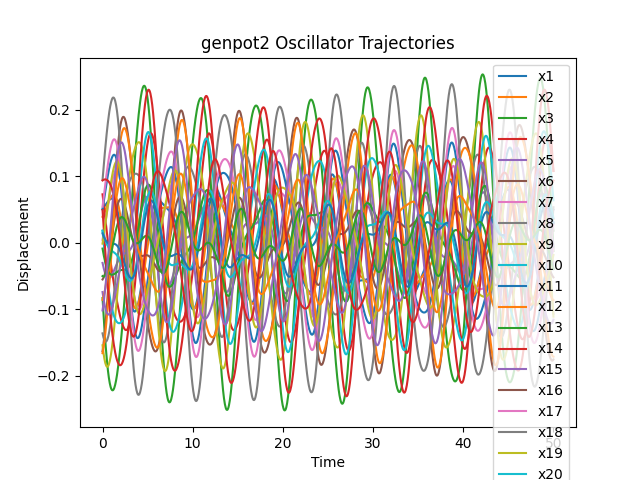 genpot2 Oscillator Trajectories
Displacement
0.2
0.1
0.0
−0.1
−0.2
0
10
20
30
40
50
Time
x1
x2
x3
x4
x5
x6
x7
x8
x9
x10
x11
x12
x13
x14
x15
x16
x17
x18
x19
x20